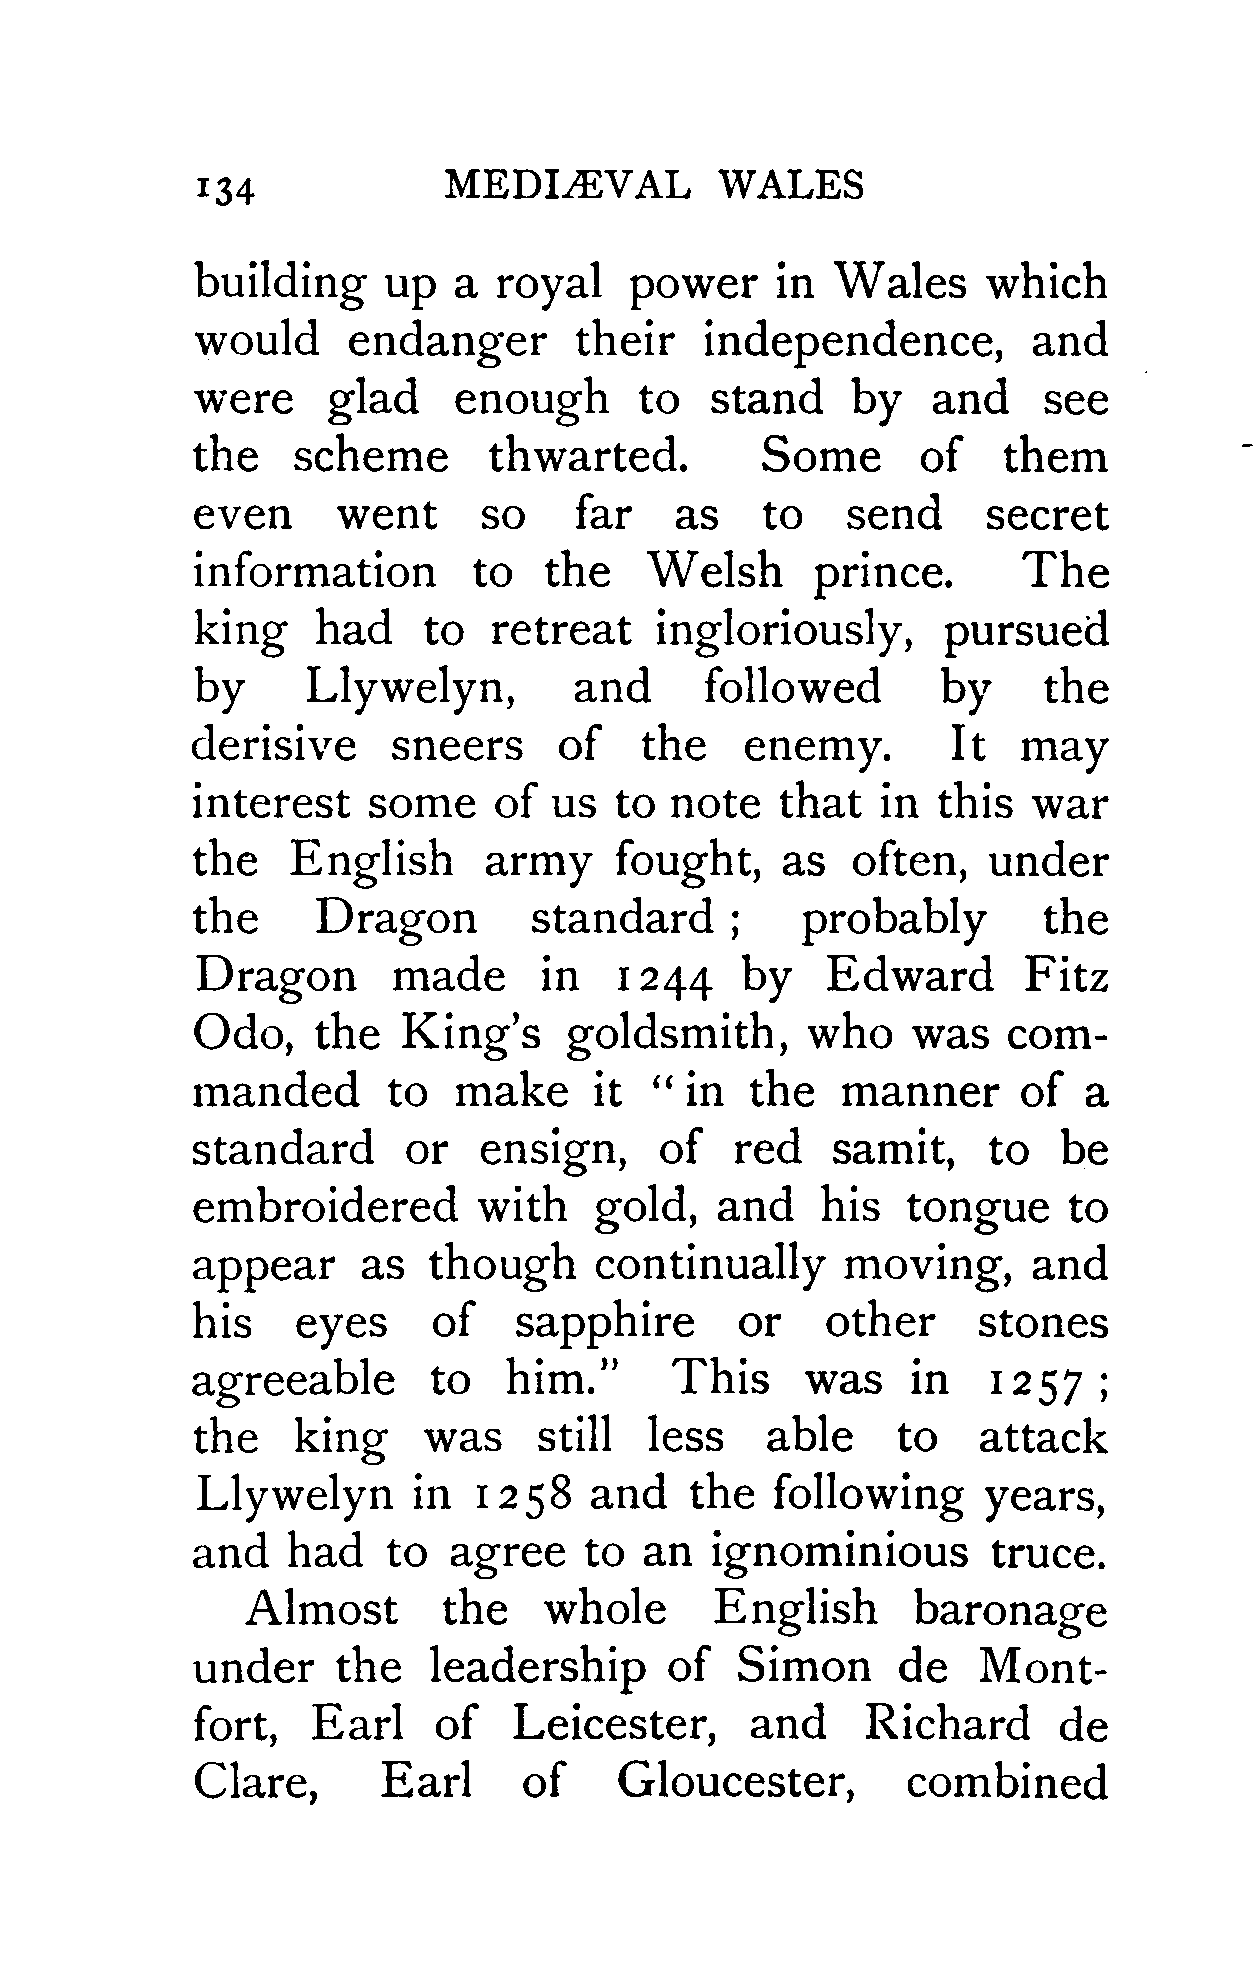 134 MEDIÆVAL WALES
building up a royal power in Wales which
would endanger their independence, and
were glad enough to stand by and see
the scheme thwarted. Some of them
even went so far as to send secret
information to the Welsh prince. The
king had to retreat ingloriously, pursued
by Llywelyn, and followed by the
derisive sneers of the enemy. It may
interest some of us to note that in this war
the English army fought, as often, under
the Dragon standard ; probably the
Dragon made in 1244 by Edward Fitz
Odo, the King's goldsmith, who was com-
manded to make it “ in the manner of a
standard or ensign, of red samit, to be
embroidered with gold, and his tongue to
appear as though continually moving, and
his eyes of sapphire or other stones
agreeable to him.” This was in 1257 ;
the king was still less able to attack
Llywelyn in 1258 and the following years,
and had to agree to an ignominious truce.
Almost the whole English baronage
under the leadership of Simon de Mont-
fort, Earl of Leicester, and Richard de
Clare, Earl of Gloucester, combined